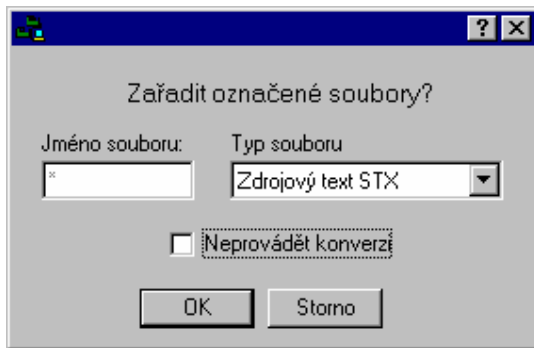 Zařadit označené soubory?
Jméno souboru: Typ souboru
* Zdrojový text STX
Neprovádět konverzi
OK Storno